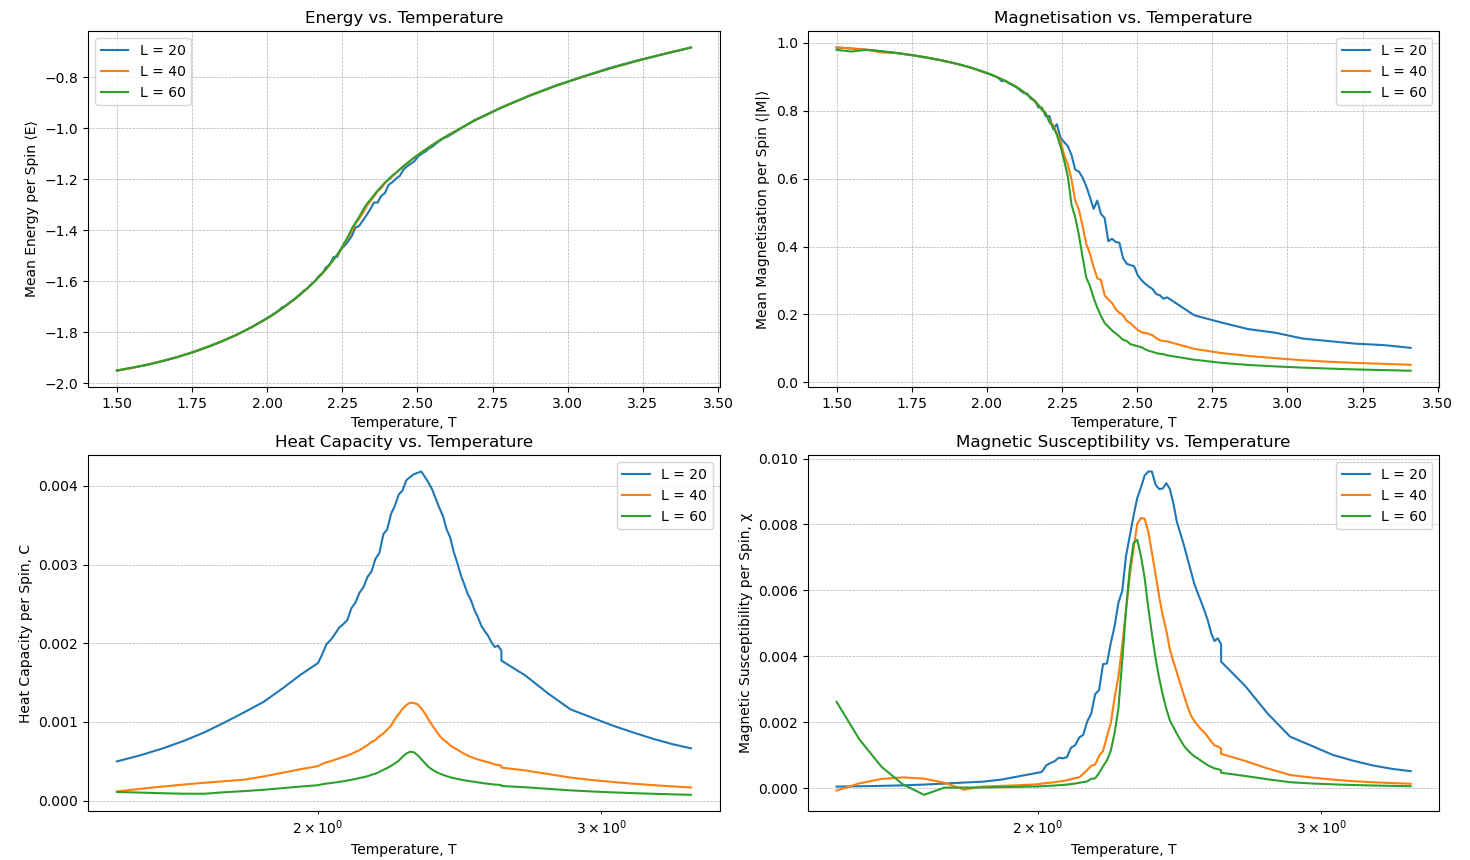 Energy vs. Temperature
Mean Energy per Spin ⟨E⟩
L = 20
L = 40
L = 60
−0.8
−1.0
−1.2
−1.4
−1.6
−1.8
−2.0
1.50 1.75 2.00 2.25 2.50 2.75 3.00 3.25 3.50
Temperature, T
Magnetisation vs. Temperature
Mean Magnetisation per Spin ⟨|M|⟩
L = 20
L = 40
L = 60
1.0
0.8
0.6
0.4
0.2
0.0
1.50 1.75 2.00 2.25 2.50 2.75 3.00 3.25 3.50
Temperature, T
Heat Capacity vs. Temperature
Heat Capacity per Spin, C
L = 20
L = 40
L = 60
0.004
0.003
0.002
0.001
0.000
2 × 10⁰ 3 × 10⁰
Temperature, T
Magnetic Susceptibility vs. Temperature
Magnetic Susceptibility per Spin, χ
L = 20
L = 40
L = 60
0.010
0.008
0.006
0.004
0.002
0.000
2 × 10⁰ 3 × 10⁰
Temperature, T